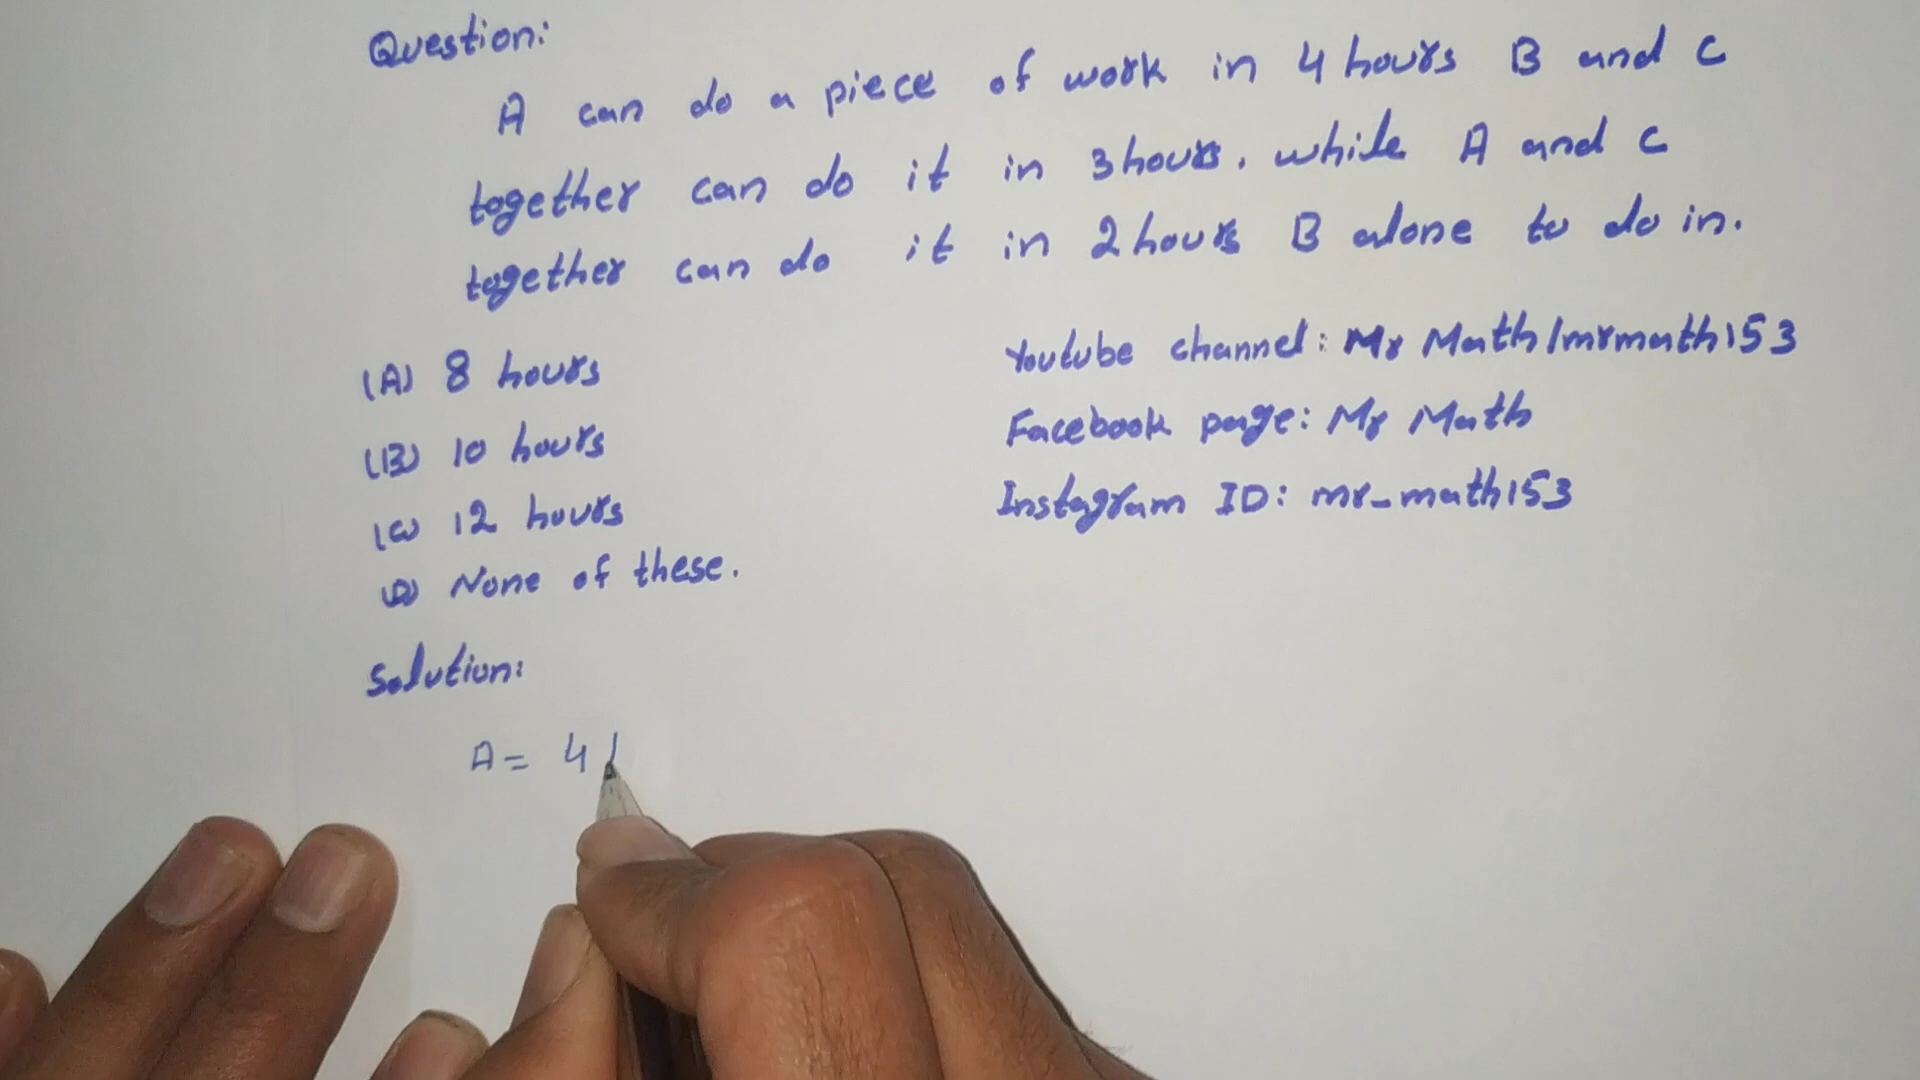 Question:
A can do a piece of work in 4 hours B and C
together can do it in 3 hours. while A and C
together can do it in 2 hours B alone to do in.
(A) 8 hours
(B) 10 hours
(C) 12 hours
(D) None of these.
Youtube channel: Mr Math/mrmath153
Facebook page: Mr Math
Instagram ID: mr_math153
Solution:
A = 4